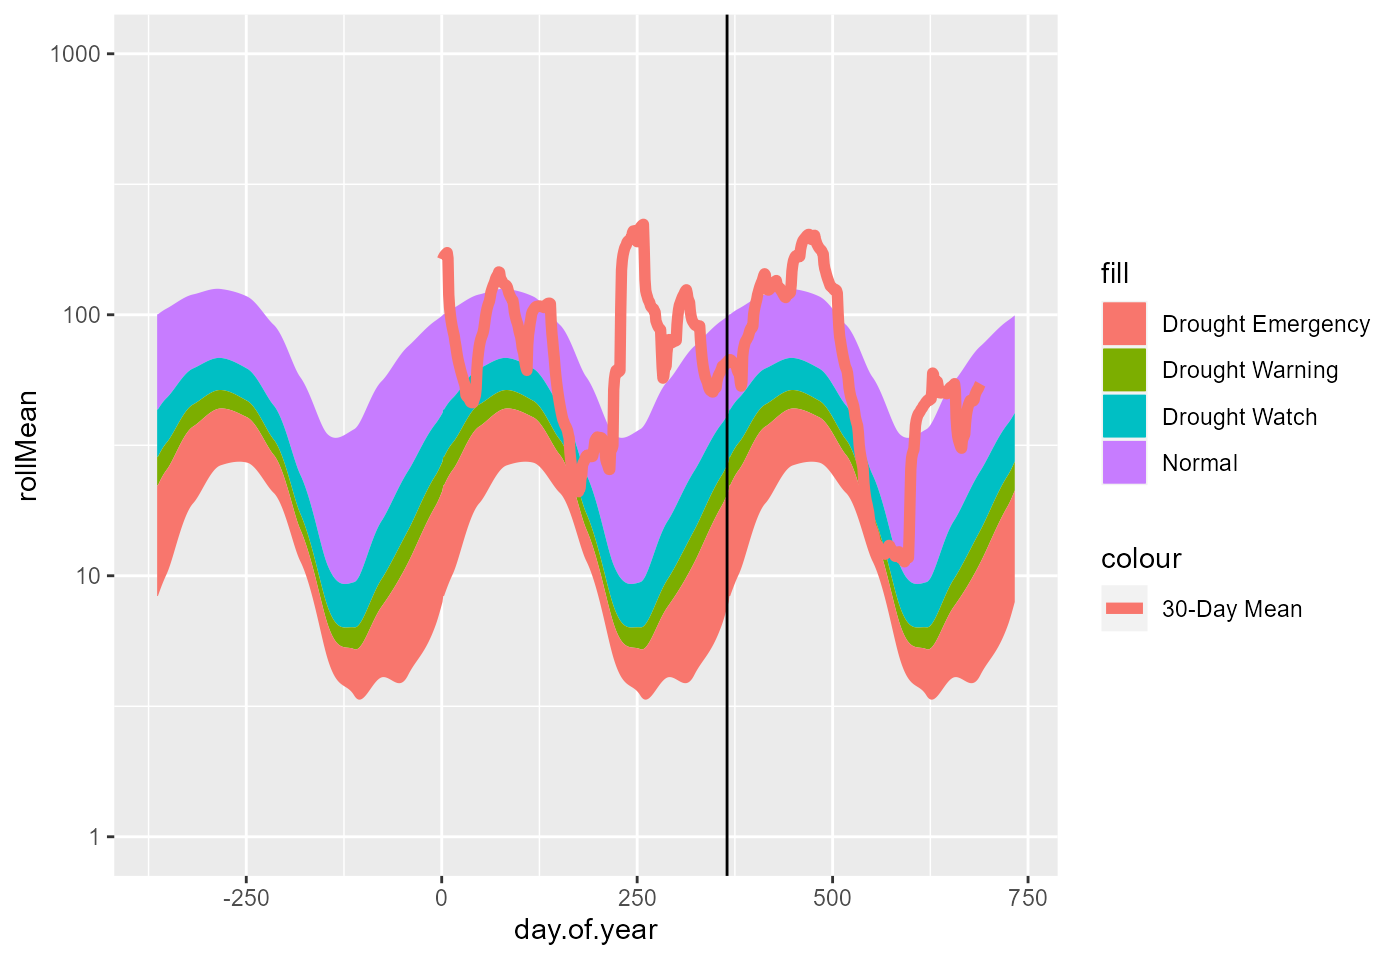 1000
100
10
1
rollMean
-250
0
250
500
750
day.of.year
fill
Drought Emergency
Drought Warning
Drought Watch
Normal
colour
30-Day Mean